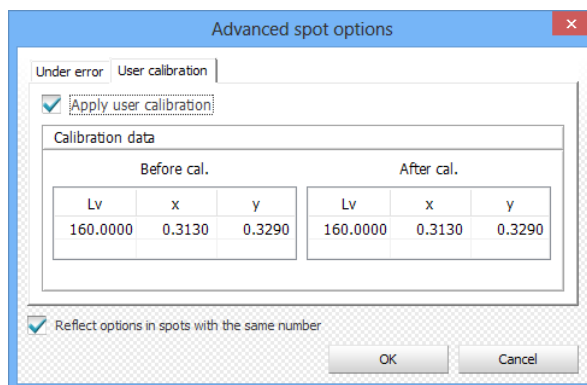 Advanced spot options
Under error User calibration
Apply user calibration
Calibration data
Before cal. After cal.
Lv x y Lv x y
160.0000 0.3130 0.3290 160.0000 0.3130 0.3290
Reflect options in spots with the same number
OK Cancel